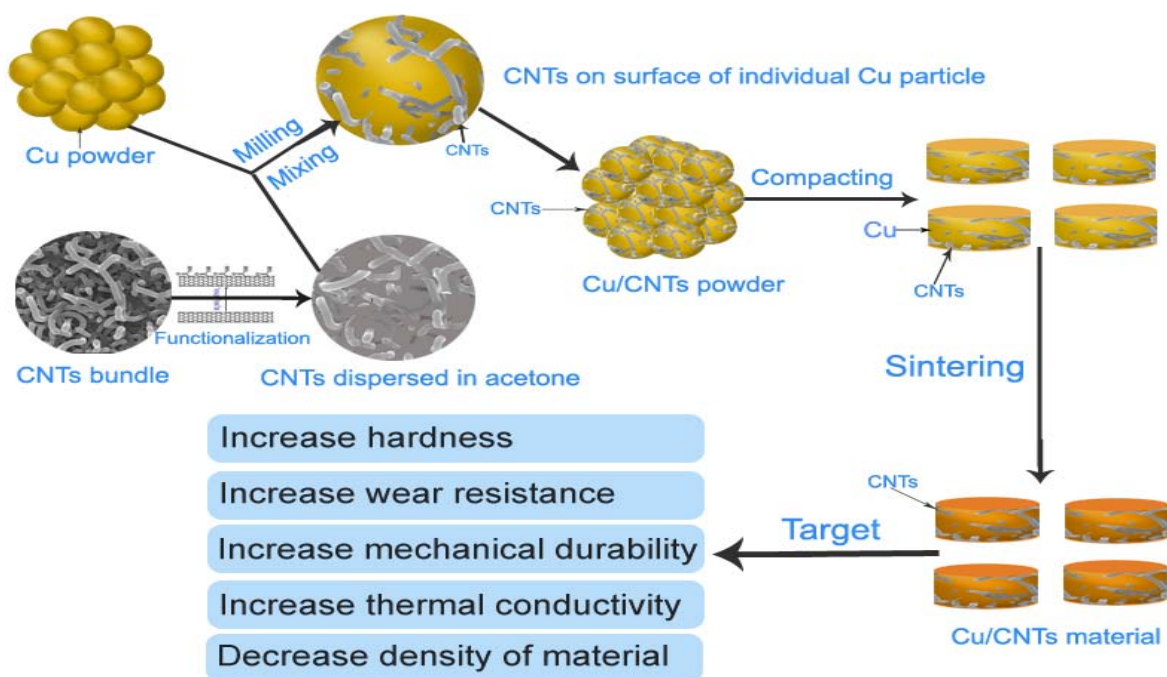 Cu powder
Milling
Mixing
CNTs on surface of individual Cu particle
CNTs
CNTs
Cu/CNTs powder
Compacting
Cu
CNTs
CNTs bundle
Functionalization
CNTs dispersed in acetone
Sintering
Increase hardness
Increase wear resistance
Increase mechanical durability
Increase thermal conductivity
Decrease density of material
Target
CNTs
Cu/CNTs material